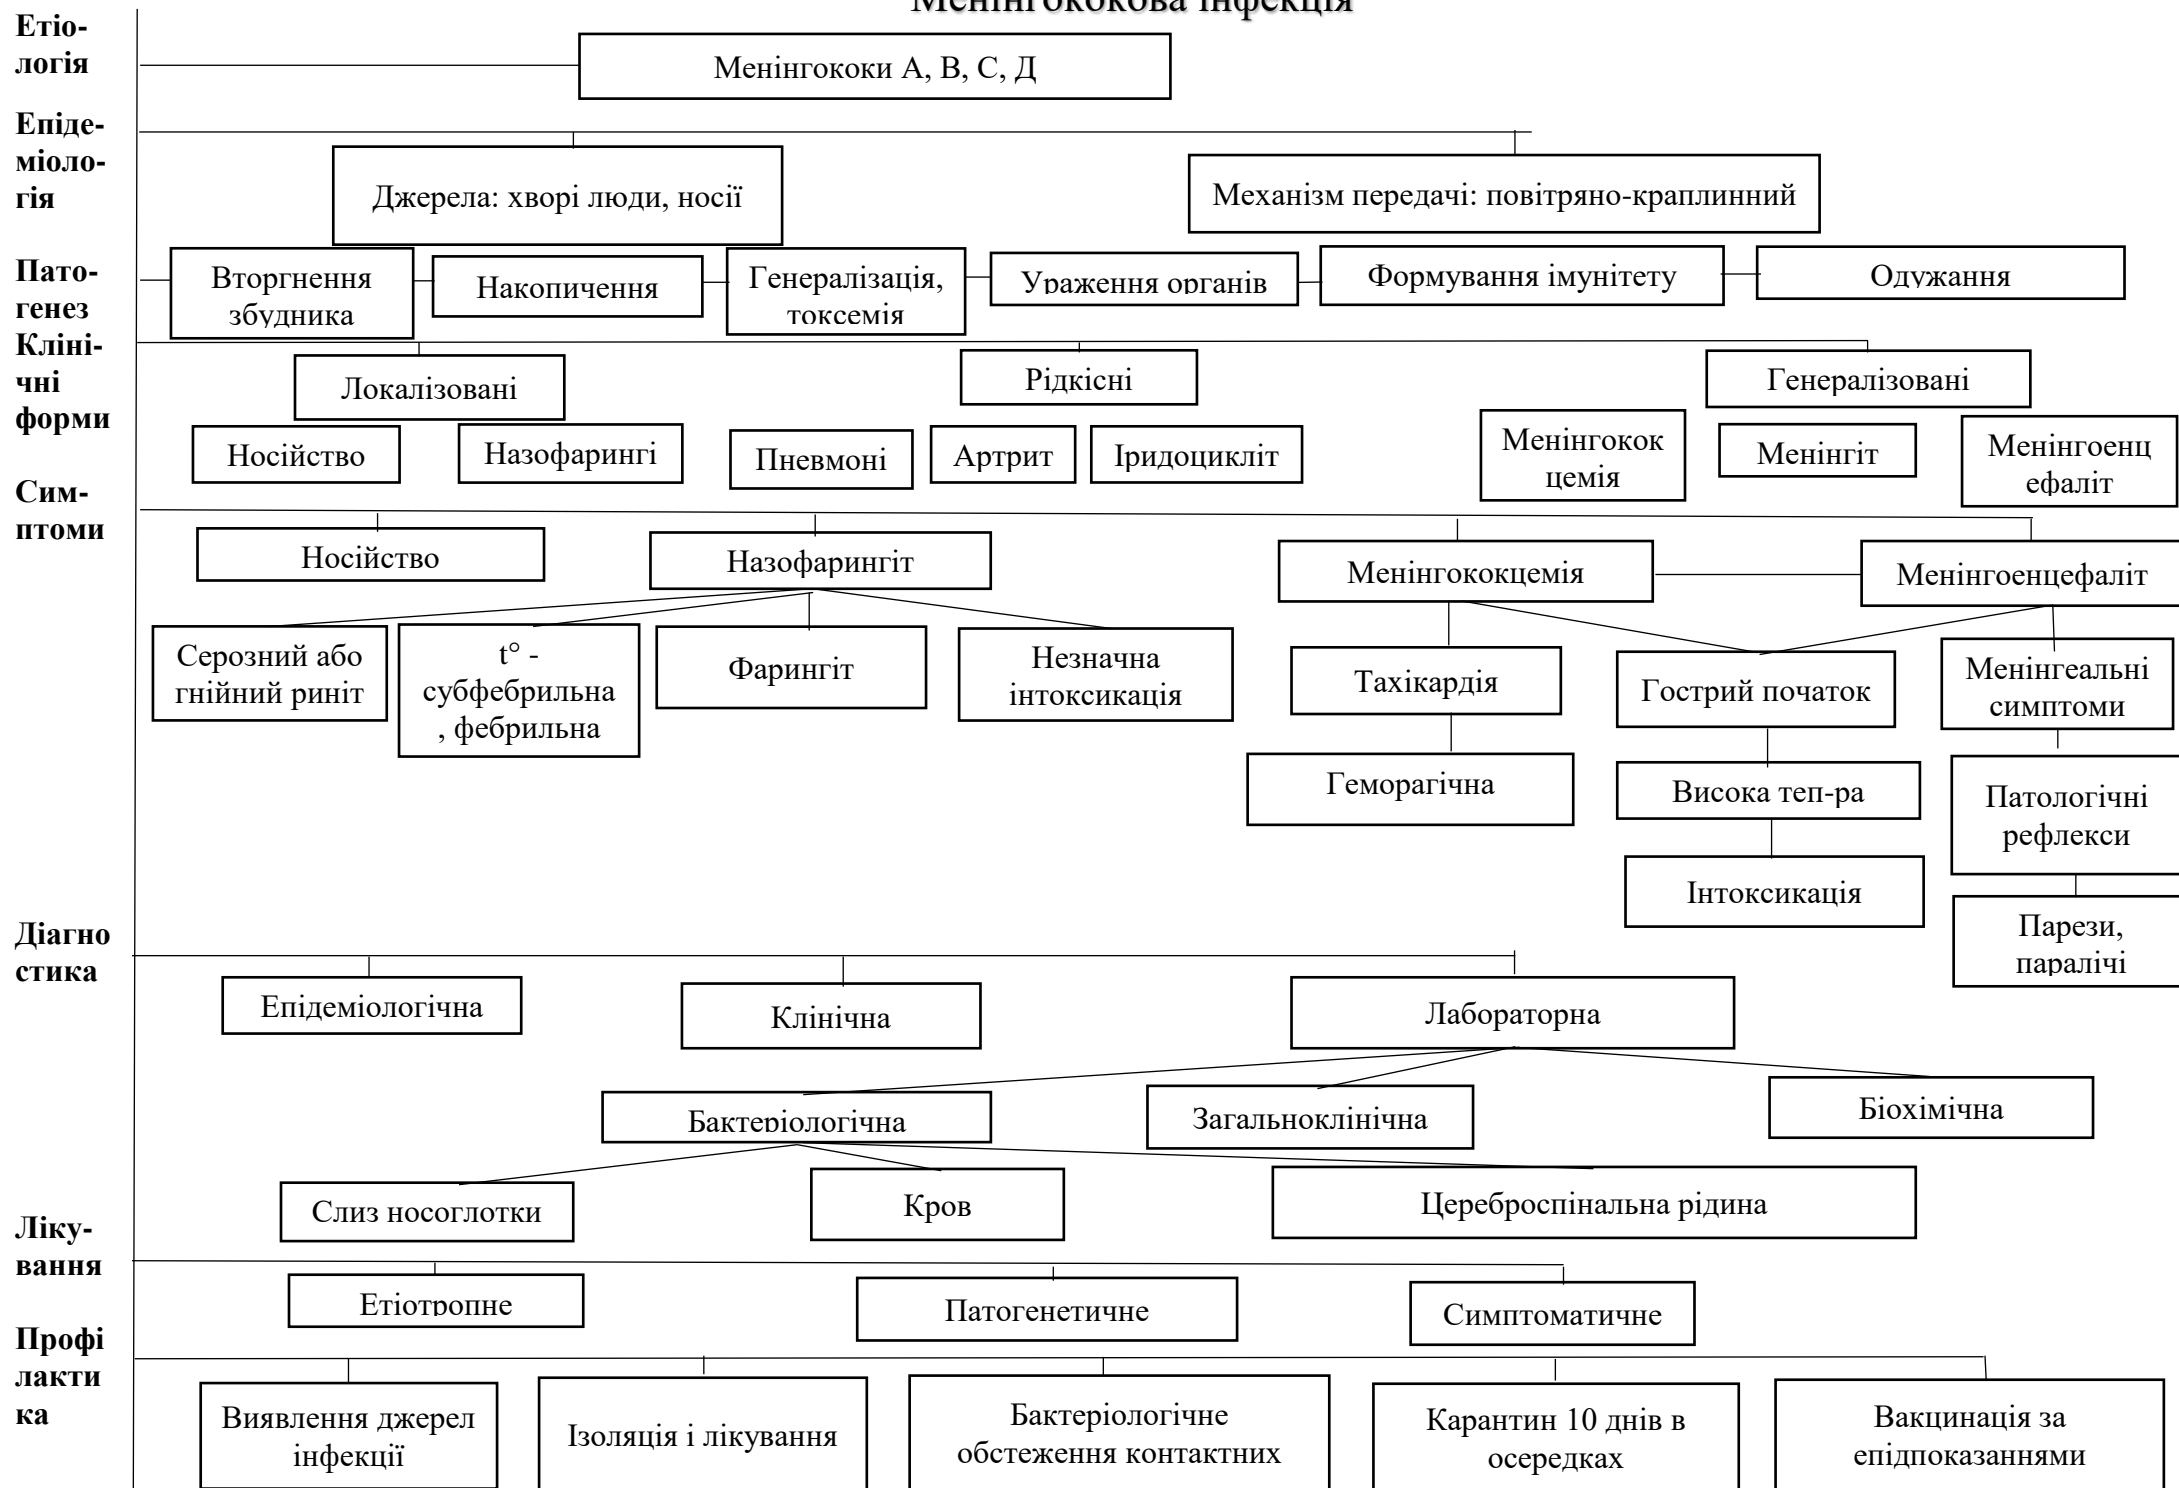 Менінгококова інфекція
Етіо-
логія
Менінгококи А, В, С, Д
Епіде-
міоло-
гія
Джерела: хворі люди, носії
Механізм передачі: повітряно-краплинний
Пато-
генез
Вторгнення
збудника
Накопичення
Генералізація,
токсемія
Ураження органів
Формування імунітету
Одужання
Кліні-
чні
форми
Локалізовані
Рідкісні
Генералізовані
Носійство
Назофарингі
Пневмоні
Артрит
Іридоцикліт
Менінгокок
цемія
Менінгіт
Менінгоенц
ефаліт
Сим-
птоми
Носійство
Назофарингіт
Менінгококцемія
Менінгоенцефаліт
Серозний або
гнійний риніт
t° -
субфебрильна
, фебрильна
Фарингіт
Незначна
інтоксикація
Тахікардія
Гострий початок
Менінгеальні
симптоми
Геморагічна
Висока теп-ра
Патологічні
рефлекси
Інтоксикація
Парези,
паралічі
Діагно
стика
Епідеміологічна
Клінічна
Лабораторна
Бактеріологічна
Загальноклінічна
Біохімічна
Слиз носоглотки
Кров
Цереброспінальна рідина
Ліку-
вання
Етіотропне
Патогенетичне
Симптоматичне
Профі
лакти
ка
Виявлення джерел
інфекції
Ізоляція і лікування
Бактеріологічне
обстеження контактних
Карантин 10 днів в
осередках
Вакцинація за
епідпоказаннями